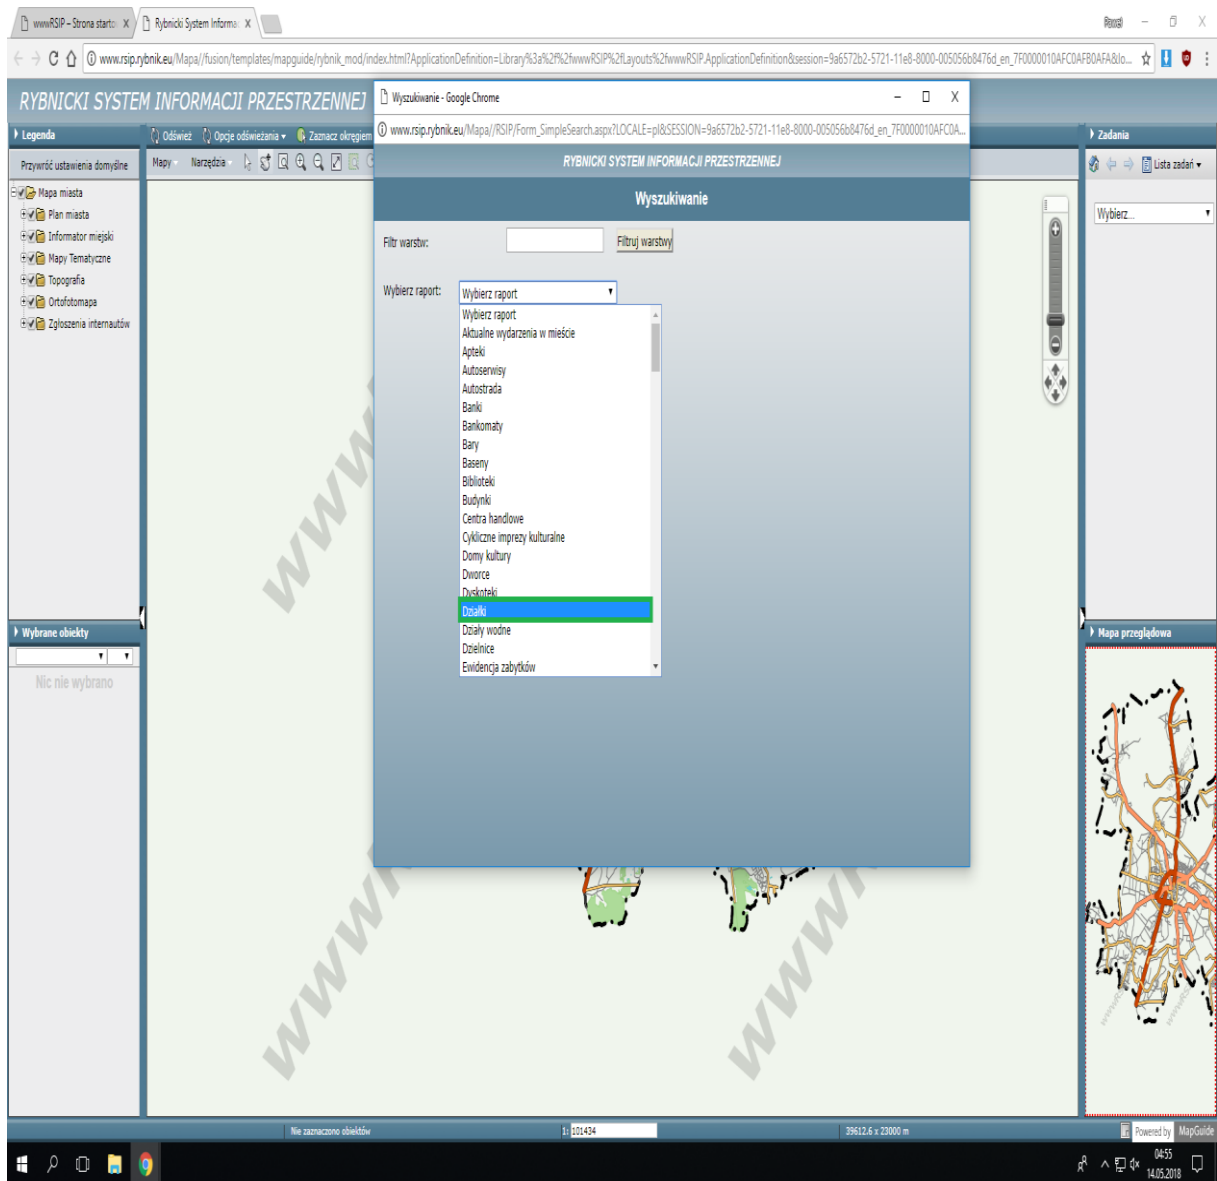 wwwRSIP – Strona starto X
Rybnicki System Informa X
www.rsip.rybnik.eu/Mapa//fusion/templates/mapguide/rybnik_mod/index.html?ApplicationDefinition=Library%3a%2f%2fwwwRSIP%2fLayouts%2fwwwRSIP.ApplicationDefinition&session=9a6572b2-5721-11e8-8000-005056b8476d_en_7F0000010AFC0AFB0AFA&lo...
RYBNICKI SYSTEM INFORMACJI PRZESTRZENNEJ
Wyszukiwanie - Google Chrome
www.rsip.rybnik.eu/Mapa//RSIP/Form_SimpleSearch.aspx?LOCALE=pl&SESSION=9a6572b2-5721-11e8-8000-005056b8476d_en_7F0000010AFC0A...
RYBNICKI SYSTEM INFORMACJI PRZESTRZENNEJ
Wyszukiwanie
Filtr warstw:
Filtruj warstwy
Wybierz raport:
Wybierz raport
Wybierz raport
Aktualne wydarzenia w mieście
Apteki
Autoserwisy
Autostrada
Banki
Bankomaty
Bary
Baseny
Biblioteki
Budynki
Centra handlowe
Cykliczne imprezy kulturalne
Domy kultury
Dworce
Dyskoteki
Działki
Działy wodne
Dzielnice
Ewidencja zabytków
Legenda
Odśwież
Opcje odświeżania
Zaznacz okręgiem
Przywróć ustawienia domyślne
Mapy
Narzędzia
Mapa miasta
Plan miasta
Informator miejski
Mapy Tematyczne
Topografia
Ortofotomapa
Zgłoszenia internautów
Wybrane obiekty
Nic nie wybrano
Zadania
Lista zadań
Wybierz...
Mapa przeglądowa
Nie zaznaczono obiektów
1: 101434
39612.6 x 23000 m
Powered by MapGuide
04:55
14.05.2018